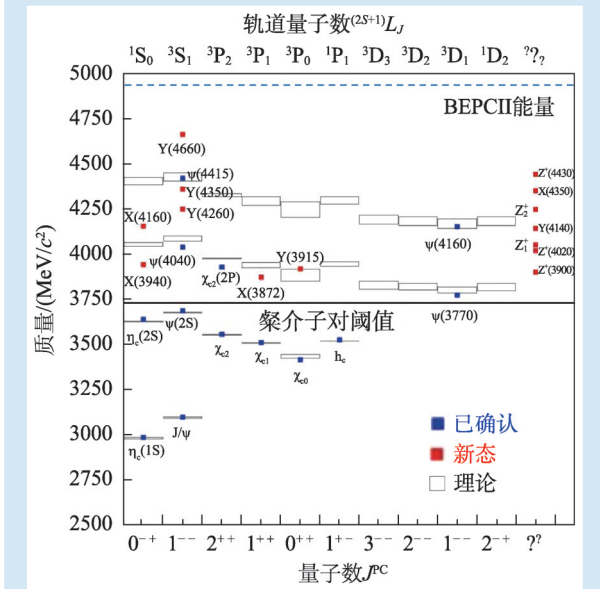 轨道量子数(2S+1)L_J
¹S₀ ³S₁ ³P₂ ³P₁ ³P₀ ¹P₁ ³D₃ ³D₂ ³D₁ ¹D₂ ???
5000
BEPCII能量
4750
Y(4660)
4500
ψ(4415)
Z⁺(4430)
Y(4350)
X(4350)
4250
X(4160)
Y(4260)
Z₂⁺
Y(4140)
ψ(4160)
Z₁⁺
Z⁺(4020)
4000
ψ(4040)
Y(3915)
X(3940)
χc2(2P)
X(3872)
Z⁺(3900)
3750
ψ(3770)
粲介子对阈值
ηc(2S)
ψ(2S)
3500
χc2
χc1
χc0
hc
3250
J/ψ
已确认
3000
ηc(1S)
新态
2750
理论
2500
质量/(MeV/c²)
0⁻⁺ 1⁻⁻ 2⁺⁺ 1⁺⁺ 0⁺⁺ 1⁺⁻ 3⁻⁻ 2⁻⁻ 1⁻⁻ 2⁻⁺ ??
量子数J^PC